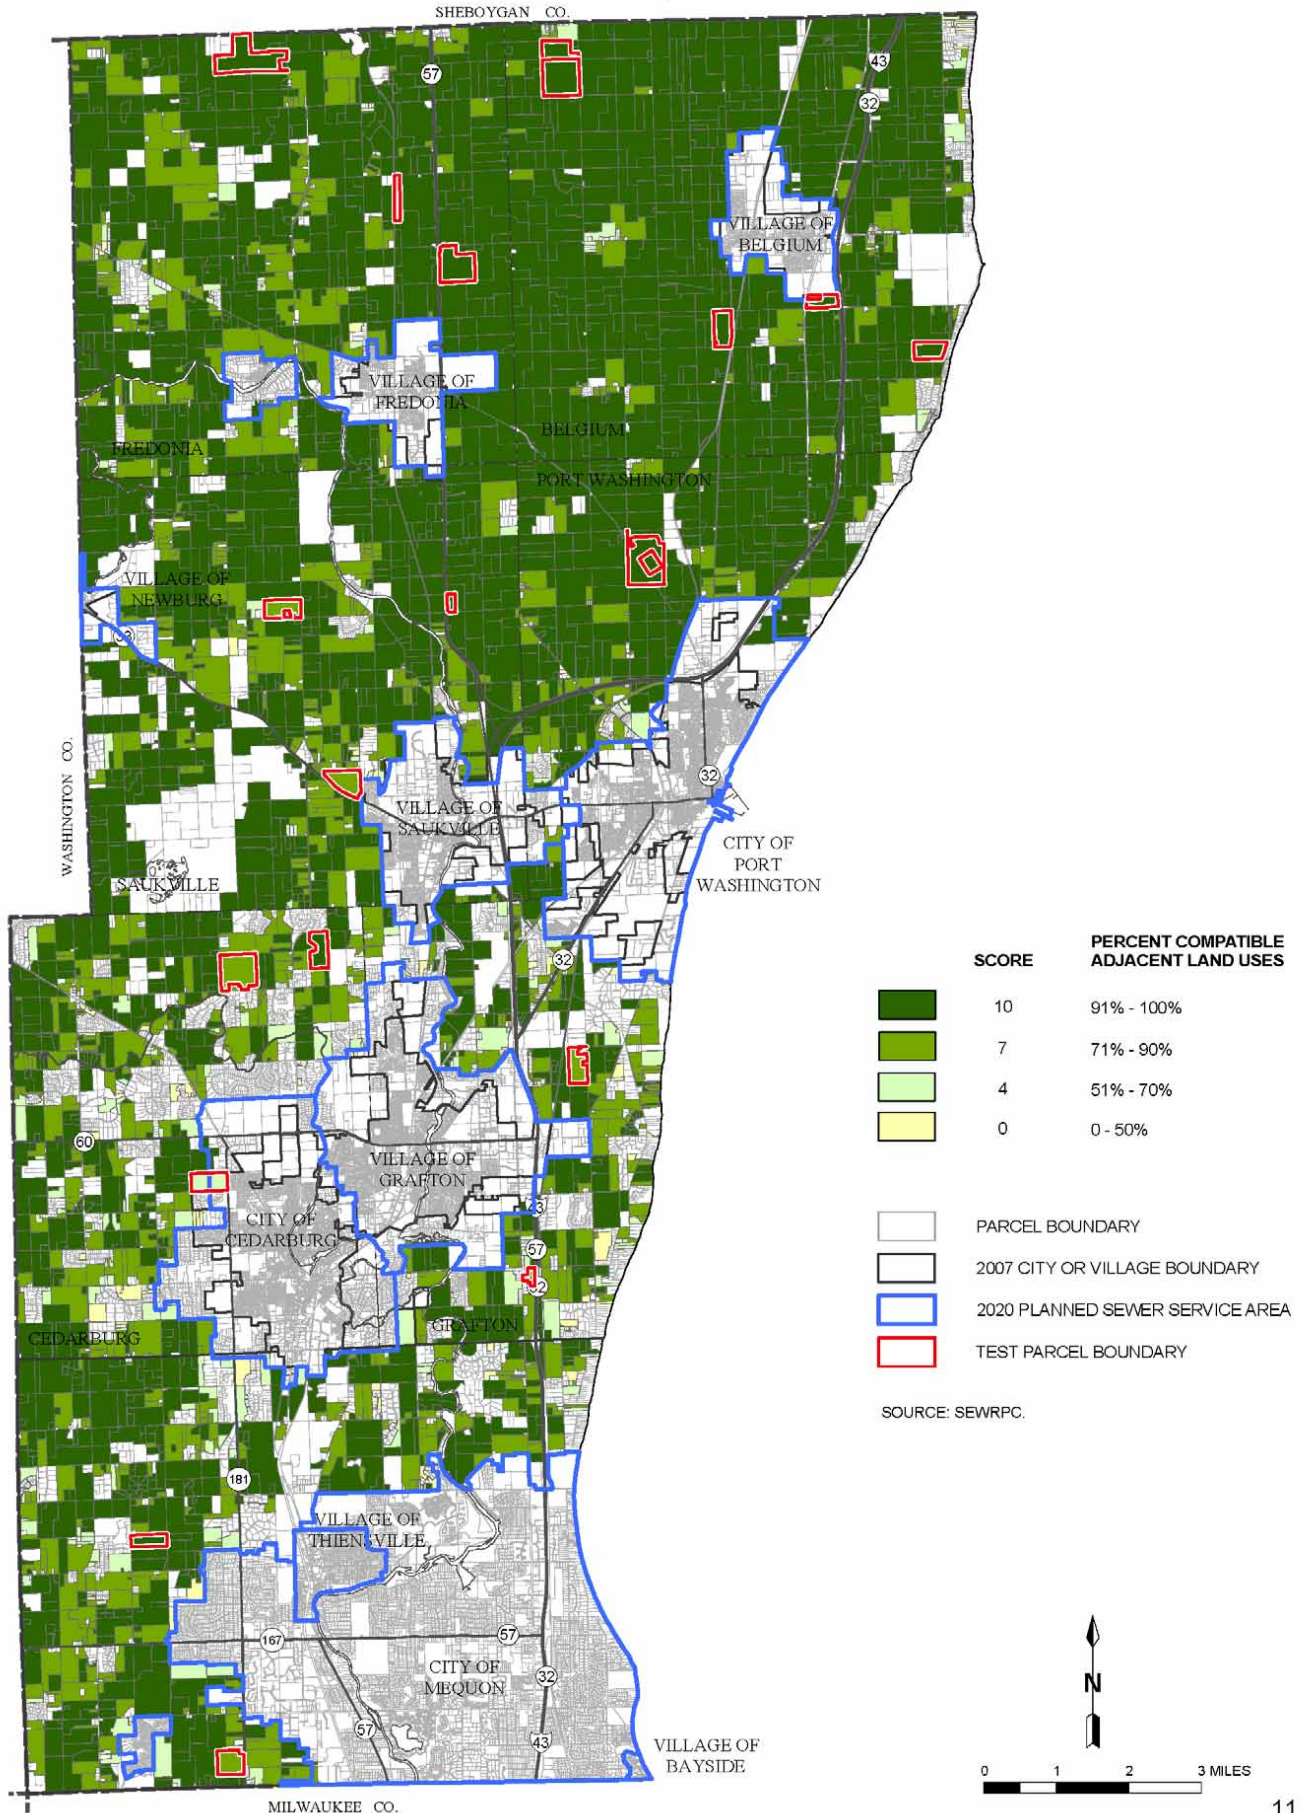 SHEBOYGAN CO.
43
57
32
VILLAGE OF
BELGIUM
VILLAGE OF
FREDONIA
BELGIUM
FREDONIA
PORT WASHINGTON
VILLAGE OF
NEWBURG
33
WASHINGTON CO.
32
VILLAGE OF
SAUKVILLE
CITY OF
PORT
WASHINGTON
SAUKVILLE
32
SCORE
PERCENT COMPATIBLE
ADJACENT LAND USES
10 91% - 100%
7 71% - 90%
4 51% - 70%
0 0 - 50%
60
VILLAGE OF
GRAFTON
43
CITY OF
CEDARBURG
57
32
PARCEL BOUNDARY
2007 CITY OR VILLAGE BOUNDARY
2020 PLANNED SEWER SERVICE AREA
TEST PARCEL BOUNDARY
GRAFTON
CEDARBURG
SOURCE: SEWRPC.
181
VILLAGE OF
THIENSVILLE
167
57
CITY OF
MEQUON
32
57
43
VILLAGE OF
BAYSIDE
N
0 1 2 3 MILES
MILWAUKEE CO.
11